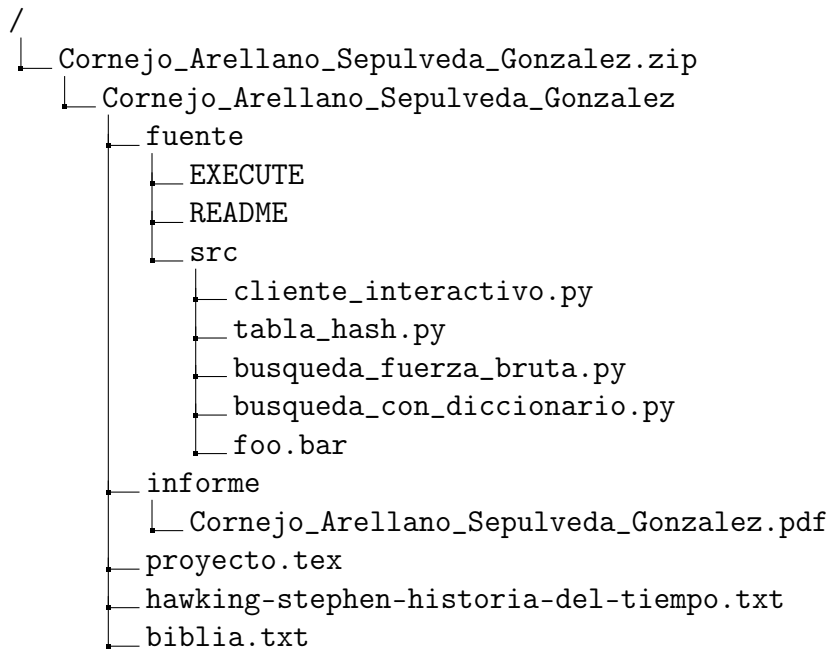 /
Cornejo_Arellano_Sepulveda_Gonzalez.zip
Cornejo_Arellano_Sepulveda_Gonzalez
fuente
EXECUTE
README
src
cliente_interactivo.py
tabla_hash.py
busqueda_fuerza_bruta.py
busqueda_con_diccionario.py
foo.bar
informe
Cornejo_Arellano_Sepulveda_Gonzalez.pdf
proyecto.tex
hawking-stephen-historia-del-tiempo.txt
biblia.txt